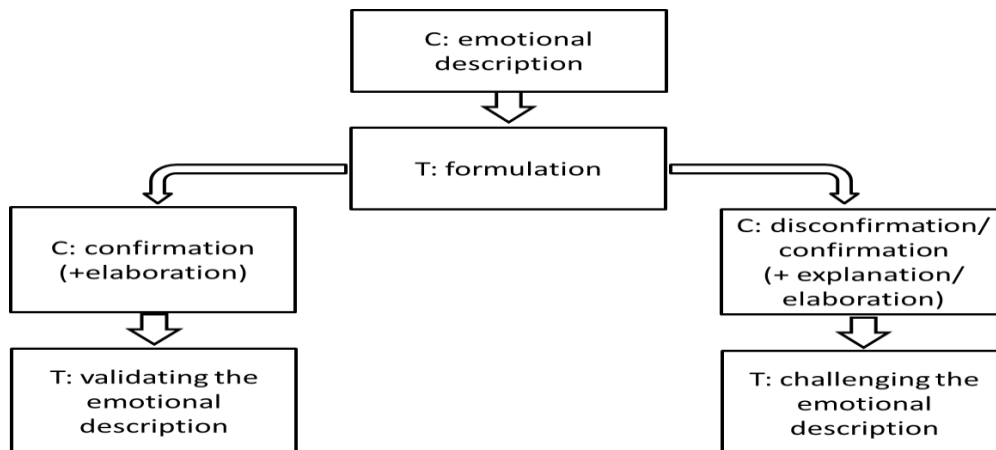 C: emotional
description
T: formulation
C: confirmation
(+elaboration)
C: disconfirmation/
confirmation
(+ explanation/
elaboration)
T: validating the
emotional
description
T: challenging the
emotional
description